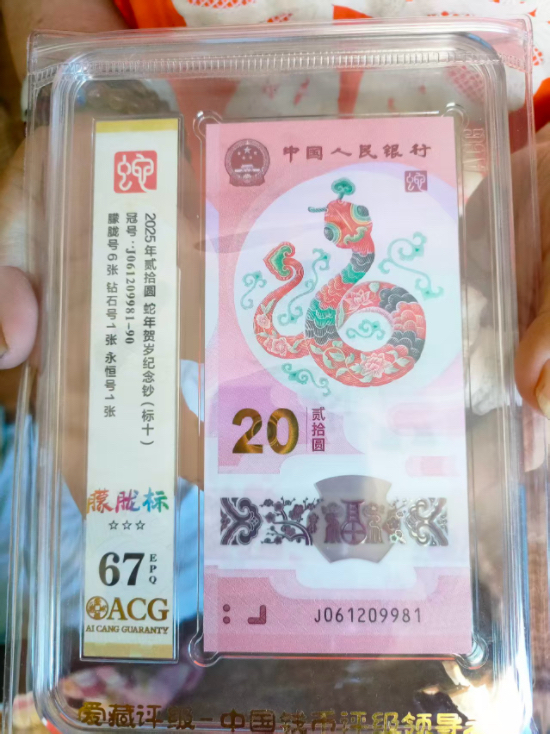 蛇
2025年贰拾圆 蛇年贺岁纪念钞（标十）
冠号：J061209981-90
朦胧号6张 钻石号1张 永恒号1张
朦胧标
67 EPQ
ACG
AI CANG GUARANTY
中国人民银行
蛇
20 贰拾圆
J061209981
爱藏评级-中国钱币评级领导者